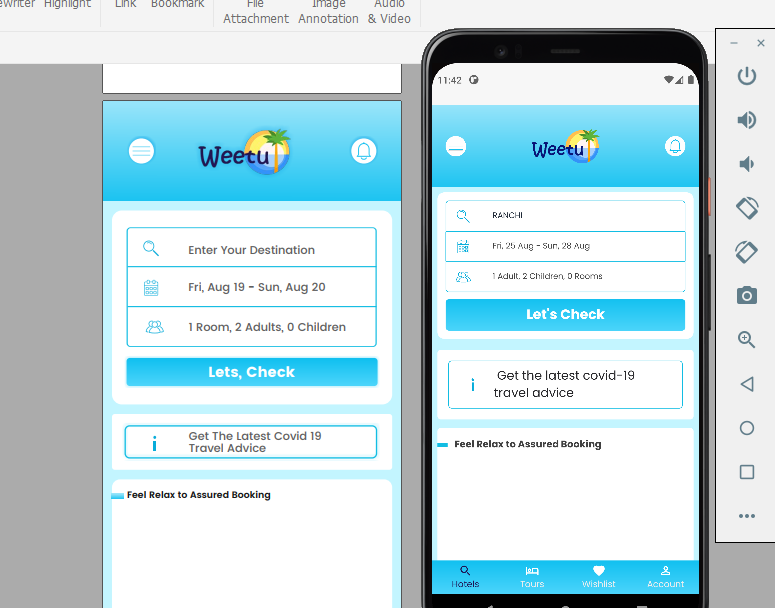 ewriter
Highlight
Link
Bookmark
File
Attachment
Image
Annotation
Audio
& Video
Weetu
Enter Your Destination
Fri, Aug 19 - Sun, Aug 20
1 Room, 2 Adults, 0 Children
Lets, Check
Get The Latest Covid 19
Travel Advice
Feel Relax to Assured Booking
11:42
Weetu
RANCHI
Fri, 25 Aug - Sun, 28 Aug
1 Adult, 2 Children, 0 Rooms
Let's Check
Get the latest covid-19
travel advice
Feel Relax to Assured Booking
Hotels
Tours
Wishlist
Account